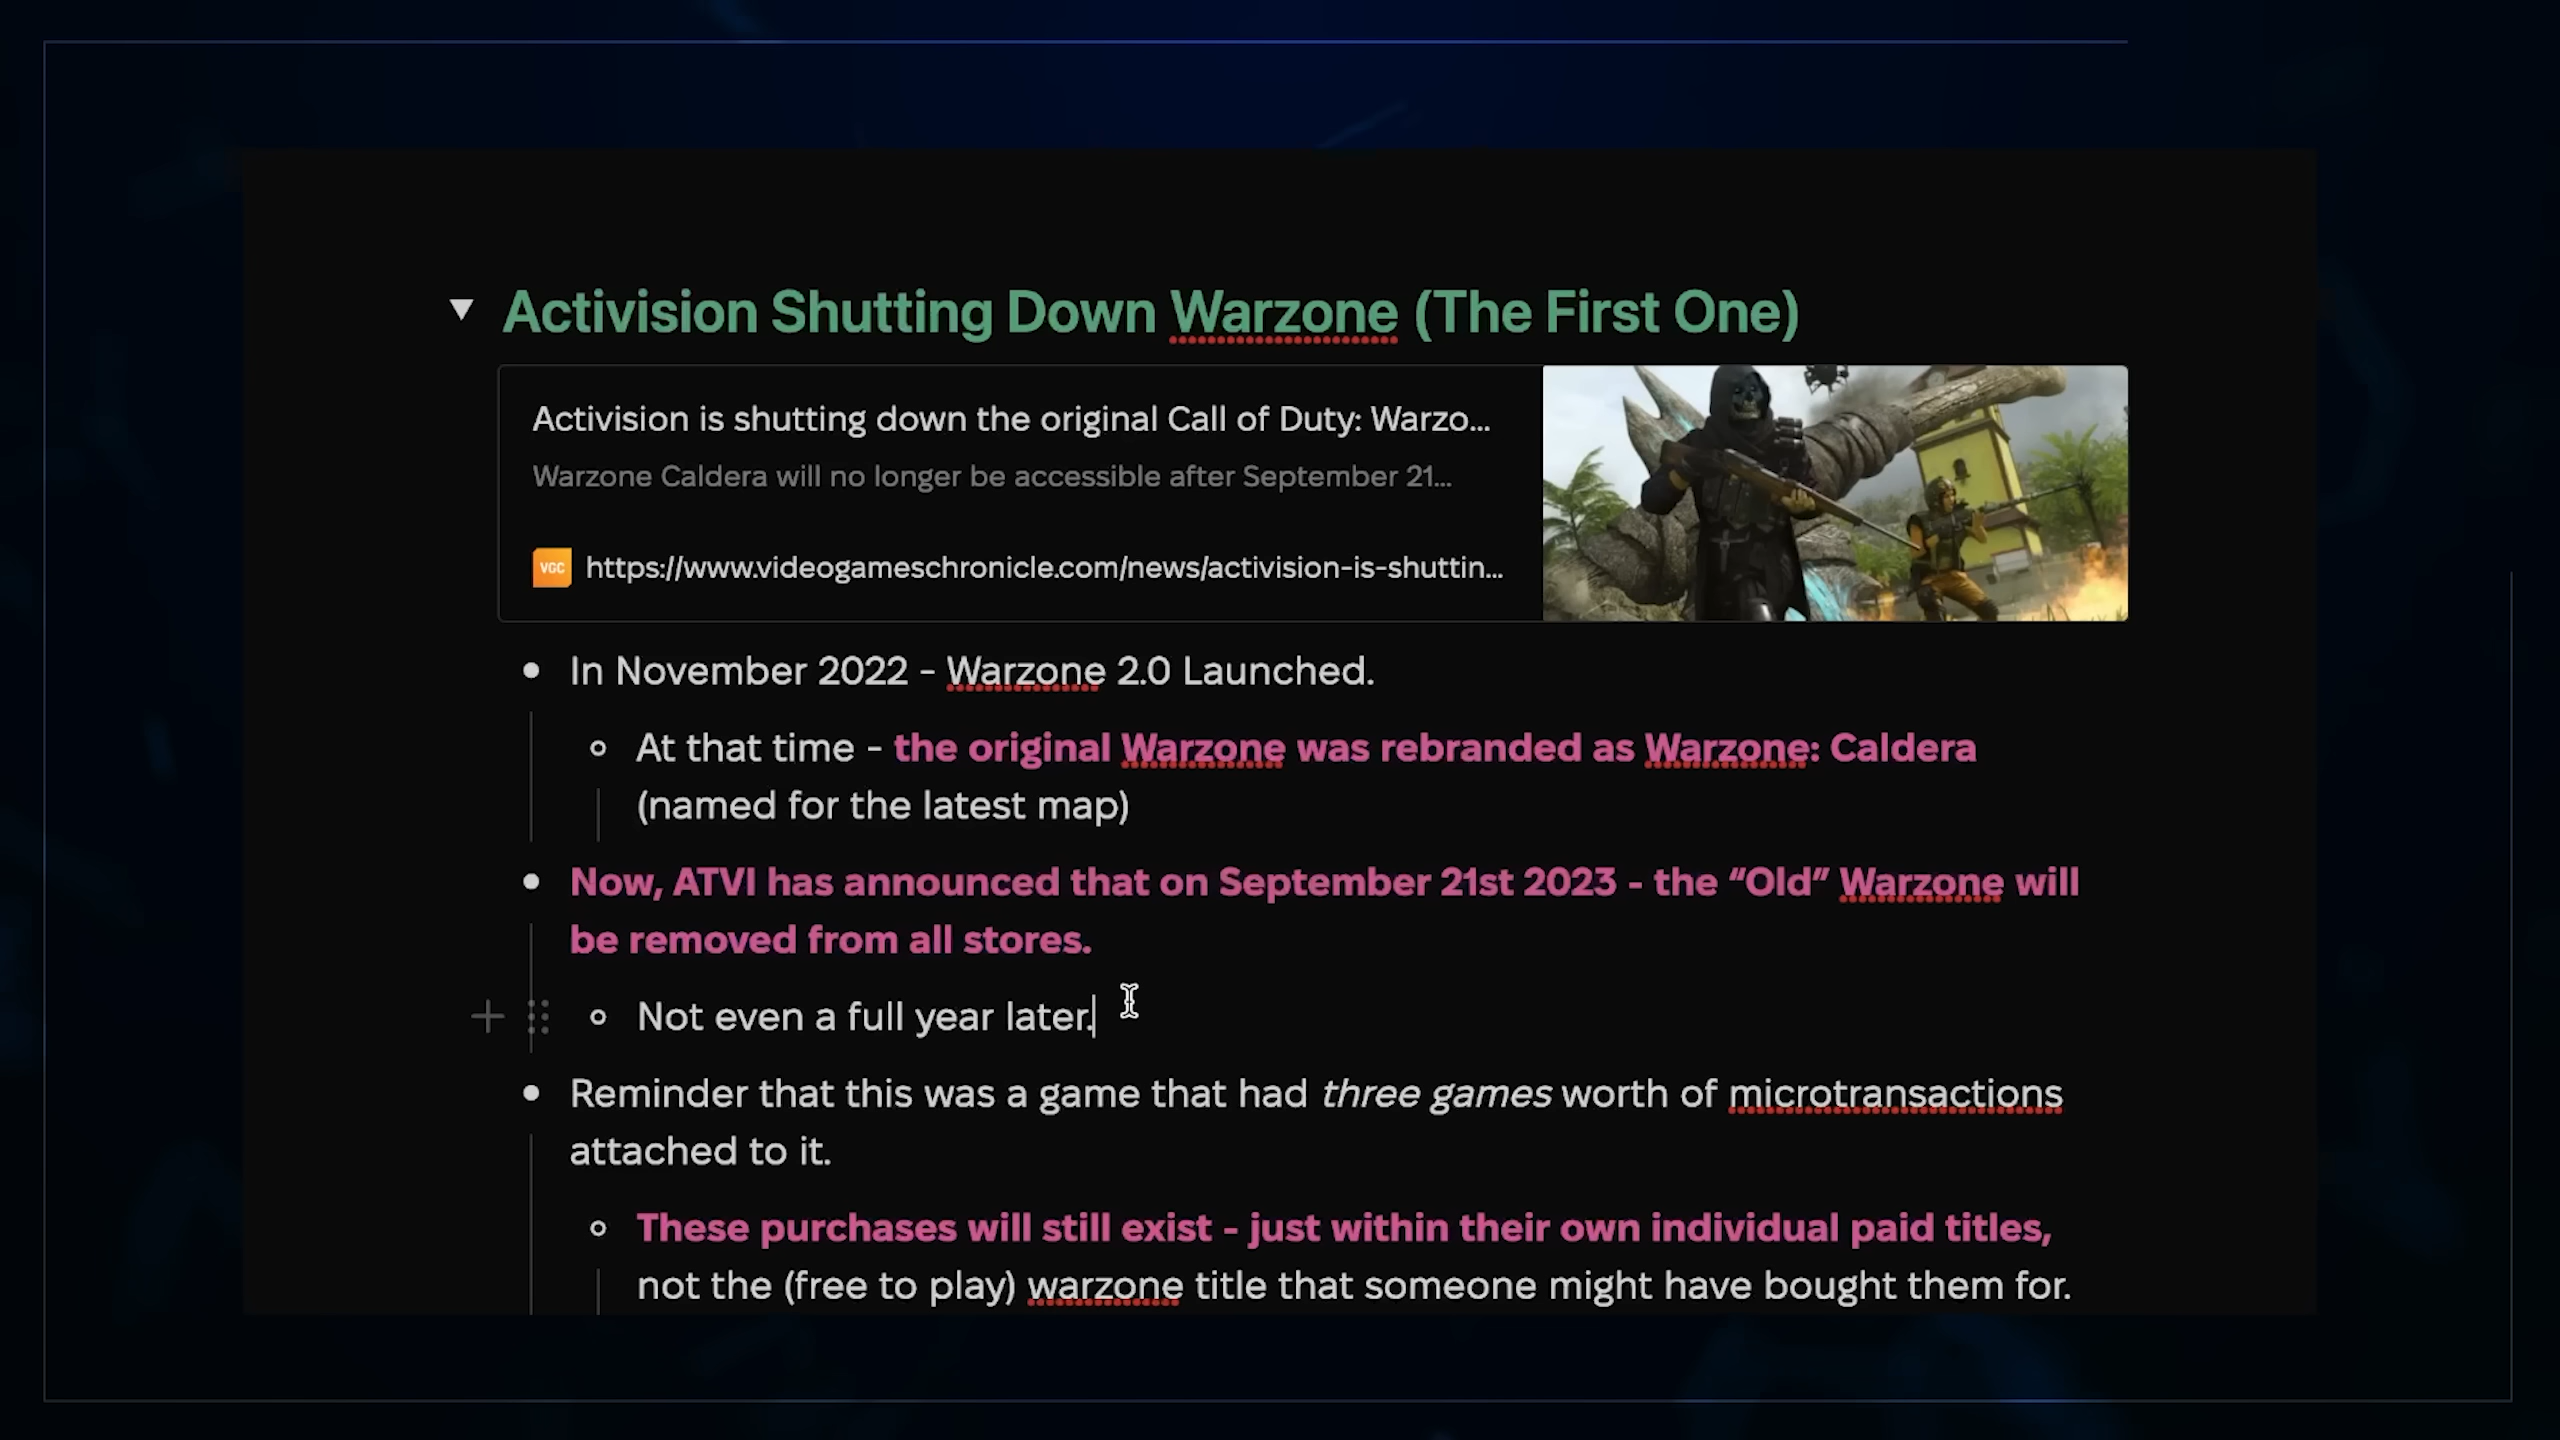 Activision Shutting Down Warzone (The First One)
Activision is shutting down the original Call of Duty: Warzo...
Warzone Caldera will no longer be accessible after September 21...
VGC https://www.videogameschronicle.com/news/activision-is-shuttin...
In November 2022 - Warzone 2.0 Launched.
At that time - the original Warzone was rebranded as Warzone: Caldera
(named for the latest map)
Now, ATVI has announced that on September 21st 2023 - the “Old” Warzone will
be removed from all stores.
Not even a full year later.
Reminder that this was a game that had three games worth of microtransactions
attached to it.
These purchases will still exist - just within their own individual paid titles,
not the (free to play) warzone title that someone might have bought them for.